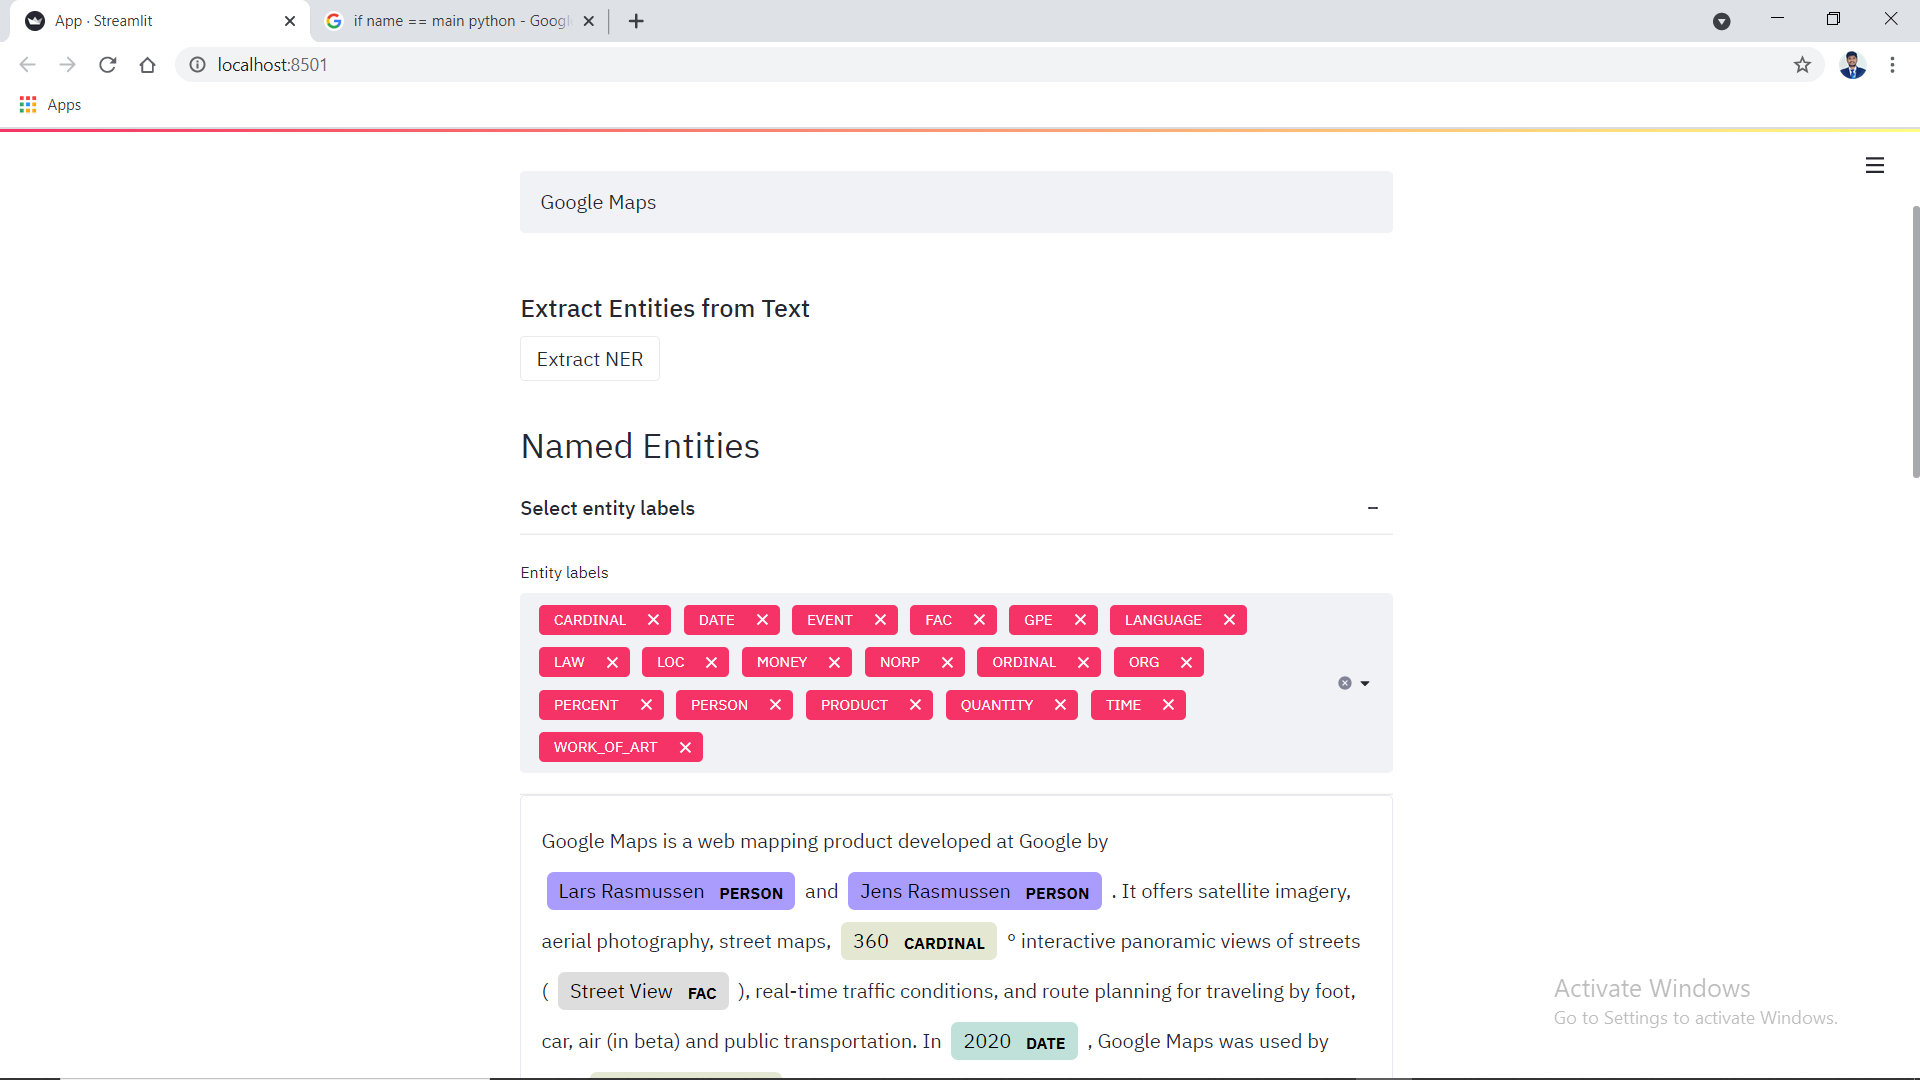 App · Streamlit
if name == main python - Googl
localhost:8501
Apps
Google Maps
Extract Entities from Text
Extract NER
Named Entities
Select entity labels
Entity labels
CARDINAL DATE EVENT FAC GPE LANGUAGE
LAW LOC MONEY NORP ORDINAL ORG
PERCENT PERSON PRODUCT QUANTITY TIME
WORK_OF_ART
Google Maps is a web mapping product developed at Google by
Lars Rasmussen PERSON and Jens Rasmussen PERSON . It offers satellite imagery,
aerial photography, street maps, 360 CARDINAL ° interactive panoramic views of streets
( Street View FAC ), real-time traffic conditions, and route planning for traveling by foot,
car, air (in beta) and public transportation. In 2020 DATE , Google Maps was used by
Activate Windows
Go to Settings to activate Windows.